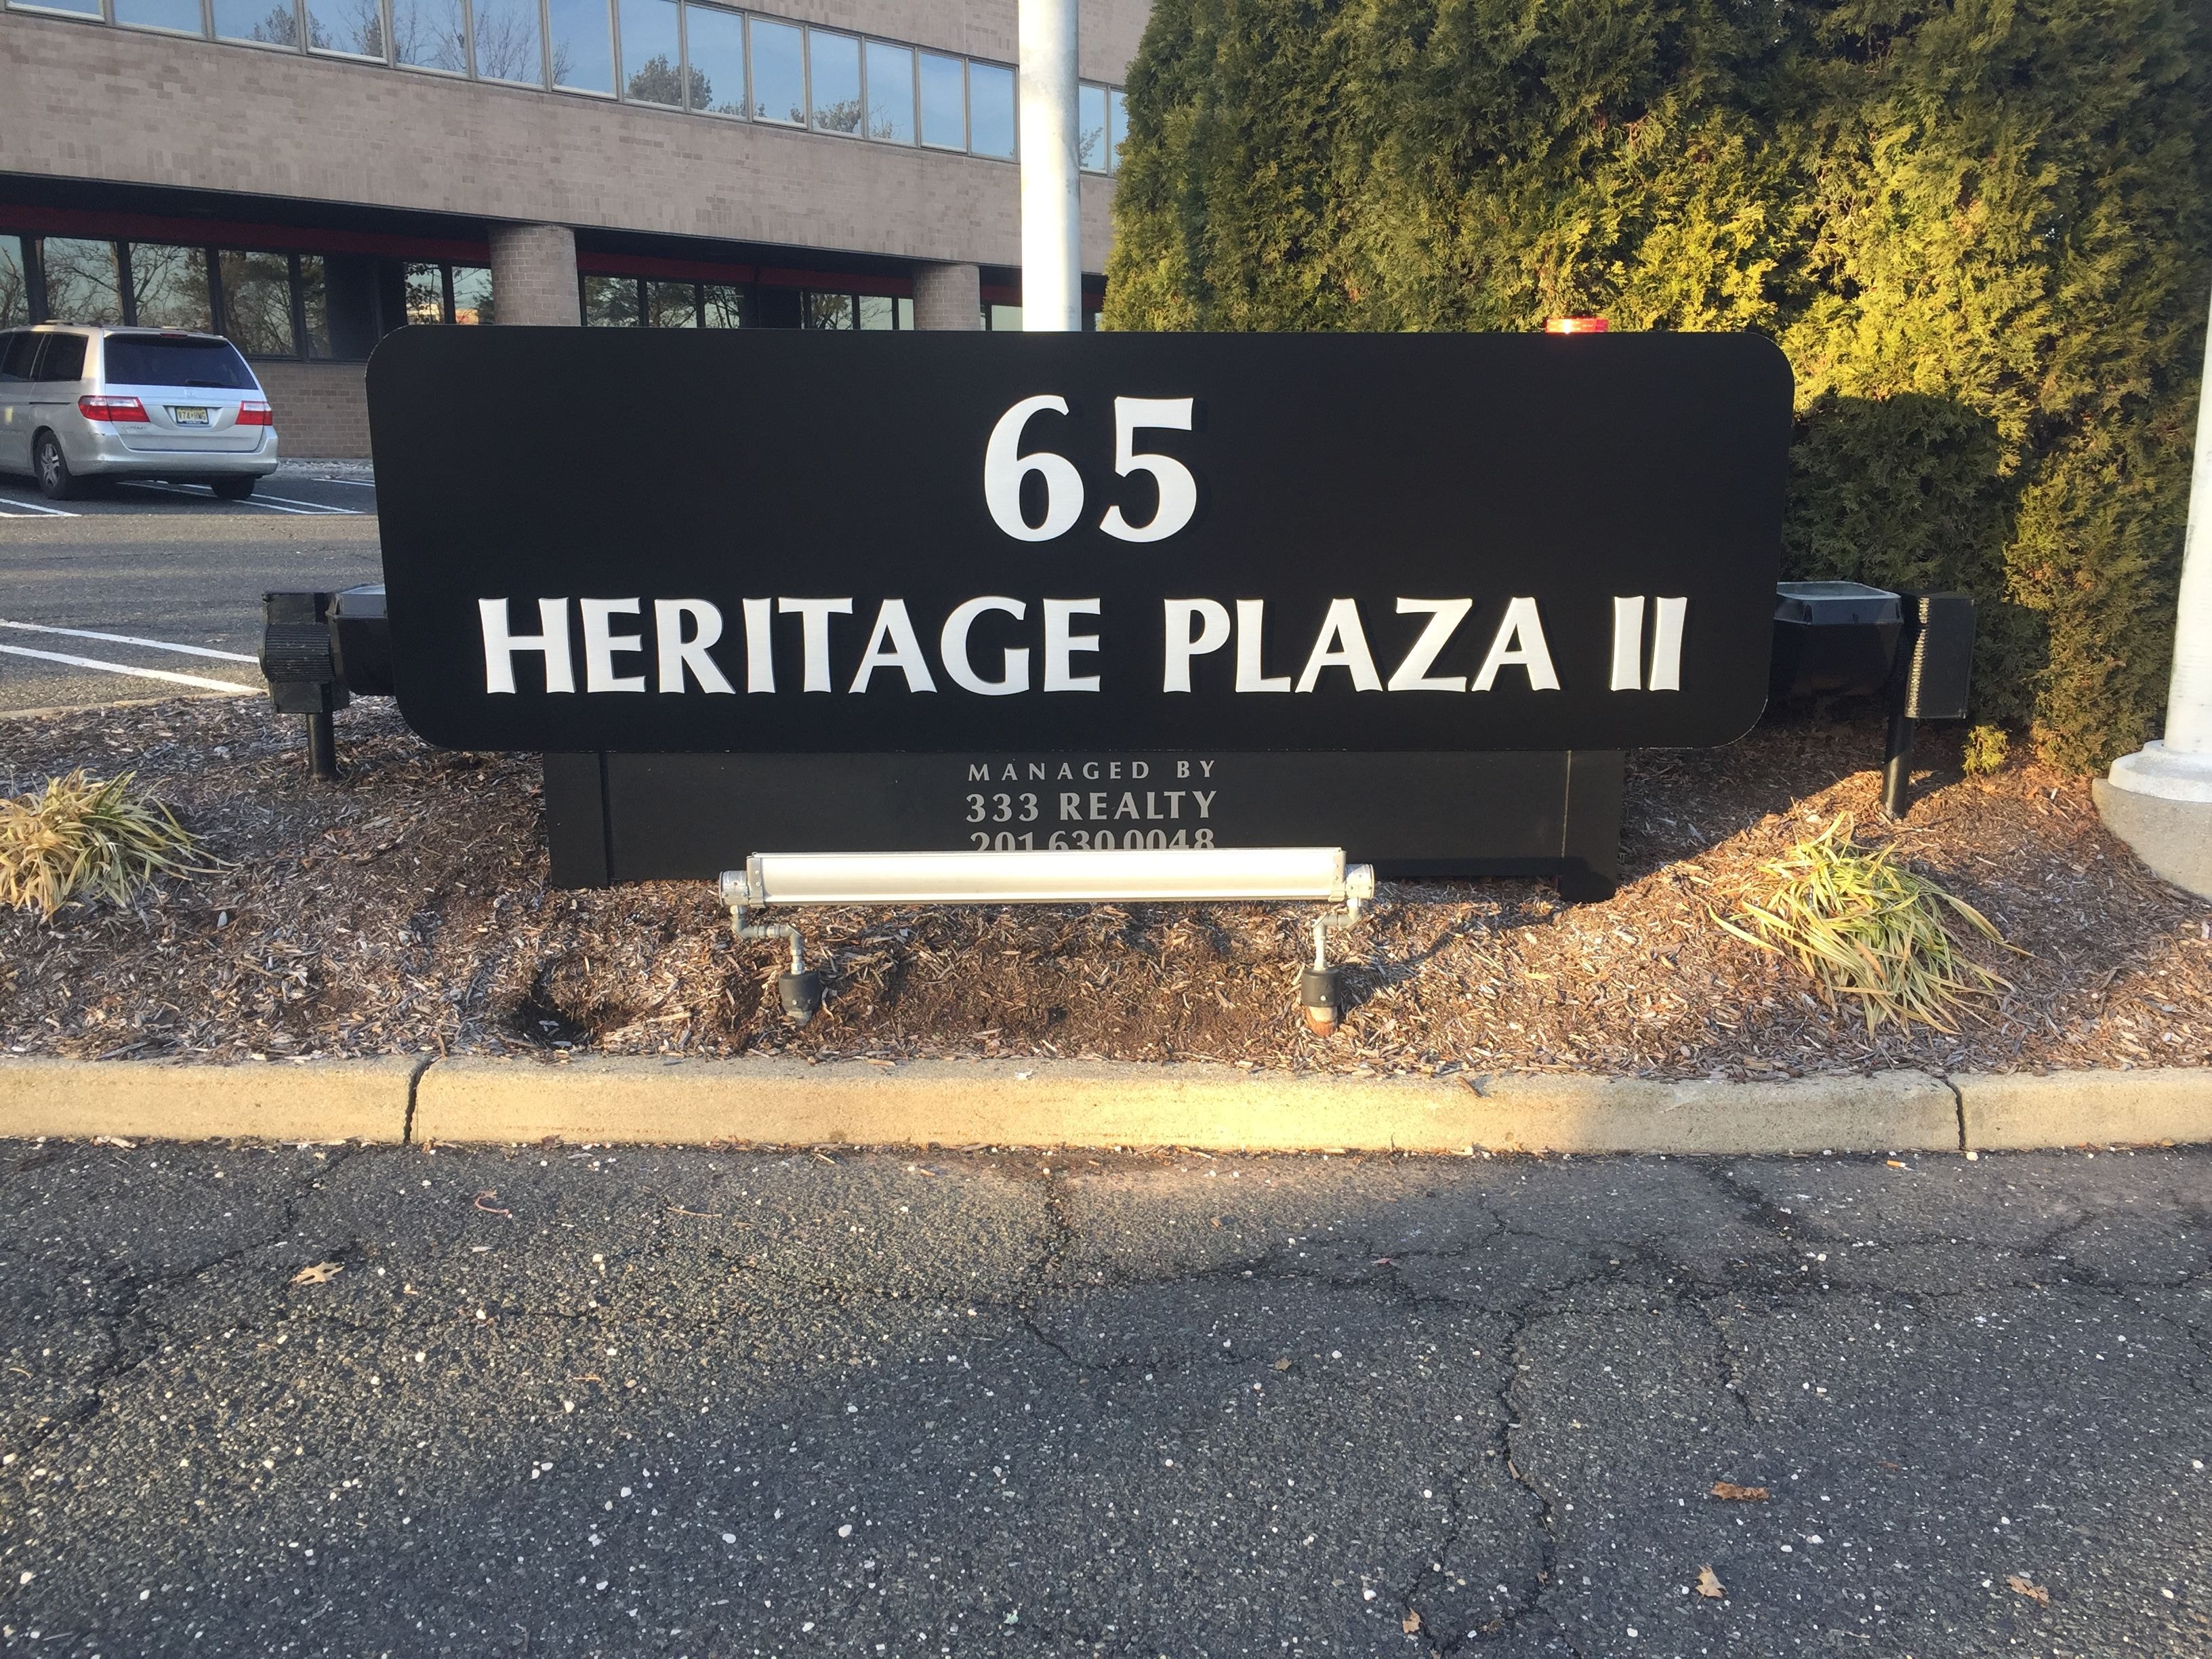 65
HERITAGE PLAZA II
MANAGED BY
333 REALTY
201.630.0048